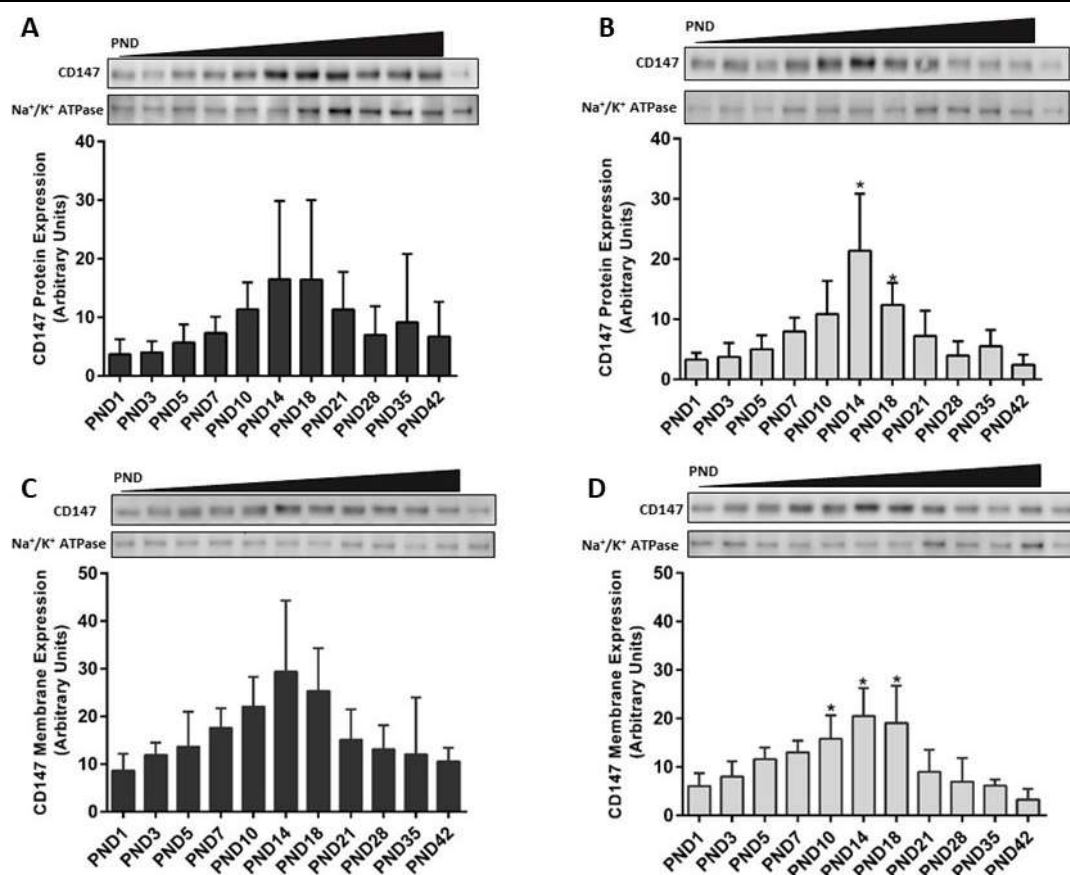 A
PND
CD147
Na⁺/K⁺ ATPase
CD147 Protein Expression
(Arbitrary Units)
40
30
20
10
0
PND1
PND3
PND5
PND7
PND10
PND14
PND18
PND21
PND28
PND35
PND42
B
PND
CD147
Na⁺/K⁺ ATPase
CD147 Protein Expression
(Arbitrary Units)
40
30
20
10
0
*
*
PND1
PND3
PND5
PND7
PND10
PND14
PND18
PND21
PND28
PND35
PND42
C
PND
CD147
Na⁺/K⁺ ATPase
CD147 Membrane Expression
(Arbitrary Units)
50
40
30
20
10
0
PND1
PND3
PND5
PND7
PND10
PND14
PND18
PND21
PND28
PND35
PND42
D
PND
CD147
Na⁺/K⁺ ATPase
CD147 Membrane Expression
(Arbitrary Units)
50
40
30
20
10
0
*
*
*
PND1
PND3
PND5
PND7
PND10
PND14
PND18
PND21
PND28
PND35
PND42